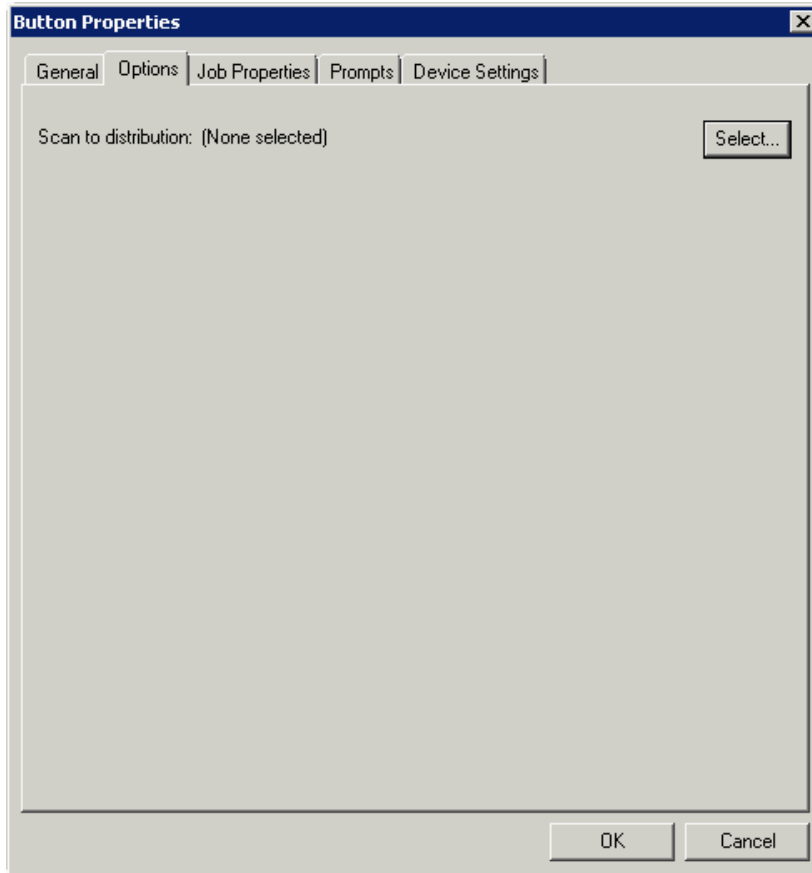 Button Properties
General Options Job Properties Prompts Device Settings
Scan to distribution: (None selected) Select...
OK Cancel